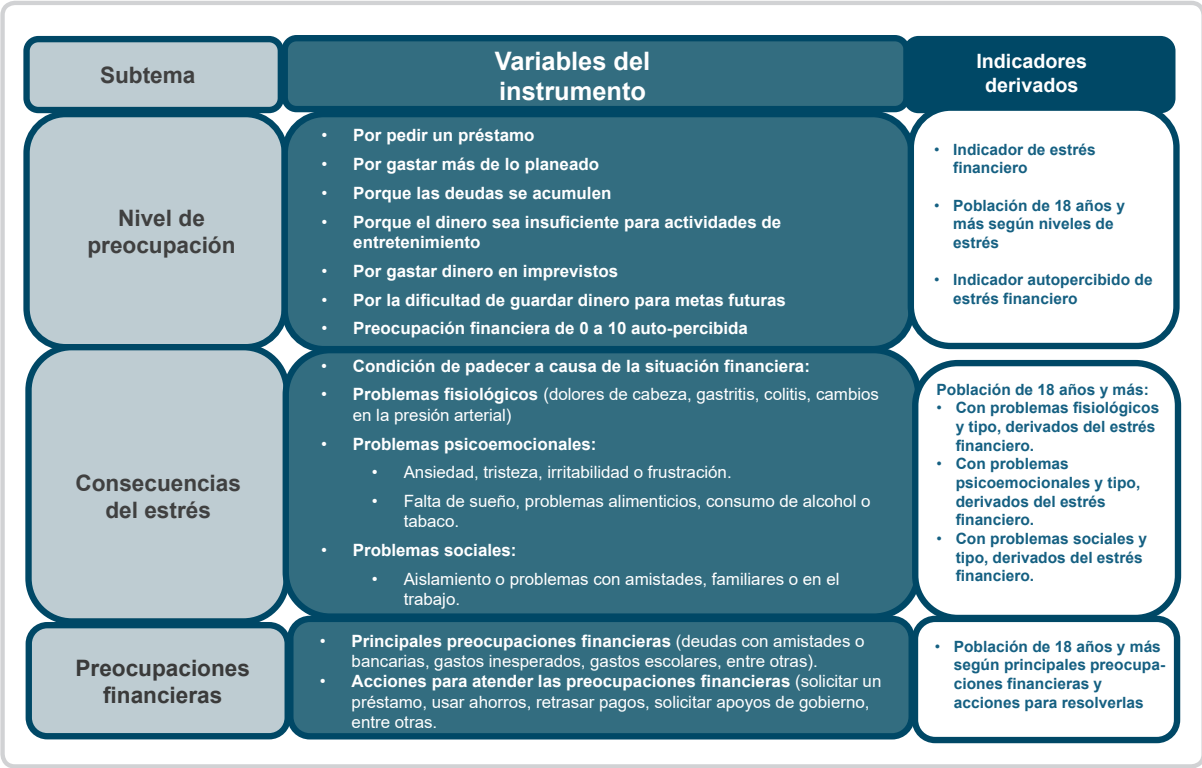 Subtema
Variables del
instrumento
Indicadores
derivados
Nivel de
preocupación
• Por pedir un préstamo
• Por gastar más de lo planeado
• Porque las deudas se acumulen
• Porque el dinero sea insuficiente para actividades de
entretenimiento
• Por gastar dinero en imprevistos
• Por la dificultad de guardar dinero para metas futuras
• Preocupación financiera de 0 a 10 auto-percibida
• Indicador de estrés
financiero
• Población de 18 años y
más según niveles de
estrés
• Indicador autopercibido de
estrés financiero
Consecuencias
del estrés
• Condición de padecer a causa de la situación financiera:
• Problemas fisiológicos (dolores de cabeza, gastritis, colitis, cambios
en la presión arterial)
• Problemas psicoemocionales:
• Ansiedad, tristeza, irritabilidad o frustración.
• Falta de sueño, problemas alimenticios, consumo de alcohol o
tabaco.
• Problemas sociales:
• Aislamiento o problemas con amistades, familiares o en el
trabajo.
Población de 18 años y más:
• Con problemas fisiológicos
y tipo, derivados del estrés
financiero.
• Con problemas
psicoemocionales y tipo,
derivados del estrés
financiero.
• Con problemas sociales y
tipo, derivados del estrés
financiero.
Preocupaciones
financieras
• Principales preocupaciones financieras (deudas con amistades o
bancarias, gastos inesperados, gastos escolares, entre otras).
• Acciones para atender las preocupaciones financieras (solicitar un
préstamo, usar ahorros, retrasar pagos, solicitar apoyos de gobierno,
entre otras.
• Población de 18 años y más
según principales preocupa-
ciones financieras y
acciones para resolverlas